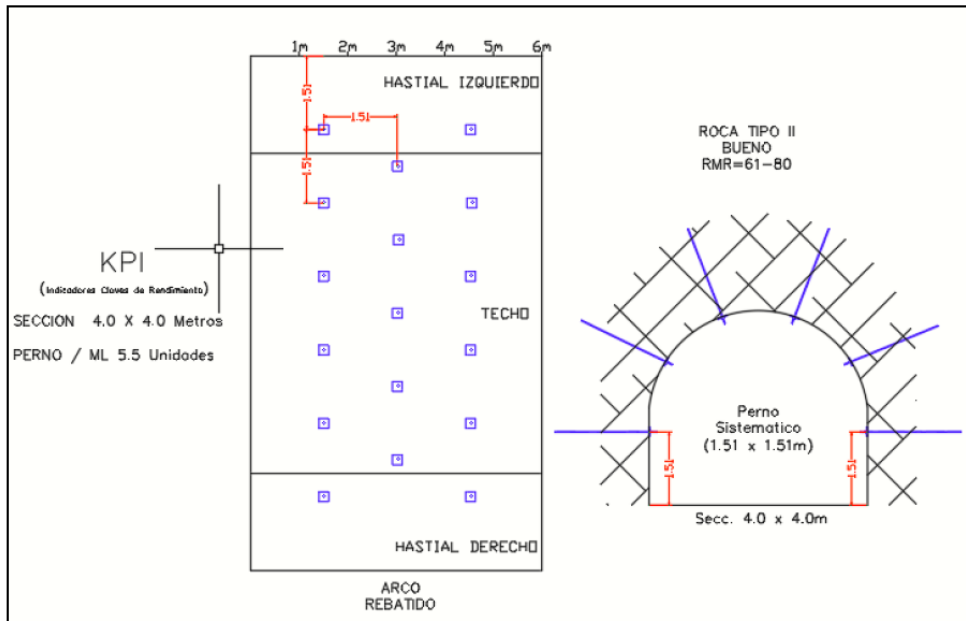 1m 2m 3m 4m 5m 6m
HASTIAL IZQUIERDO
1.51
1.51
1.51
TECHO
HASTIAL DERECHO
ARCO
REBATIDO
KPI
(Indicadores Claves de Rendimiento)
SECCION 4.0 X 4.0 Metros
PERNO / ML 5.5 Unidades
ROCA TIPO II
BUENO
RMR=61-80
Perno
Sistematico
(1.51 x 1.51m)
1.51
1.51
Secc. 4.0 x 4.0m